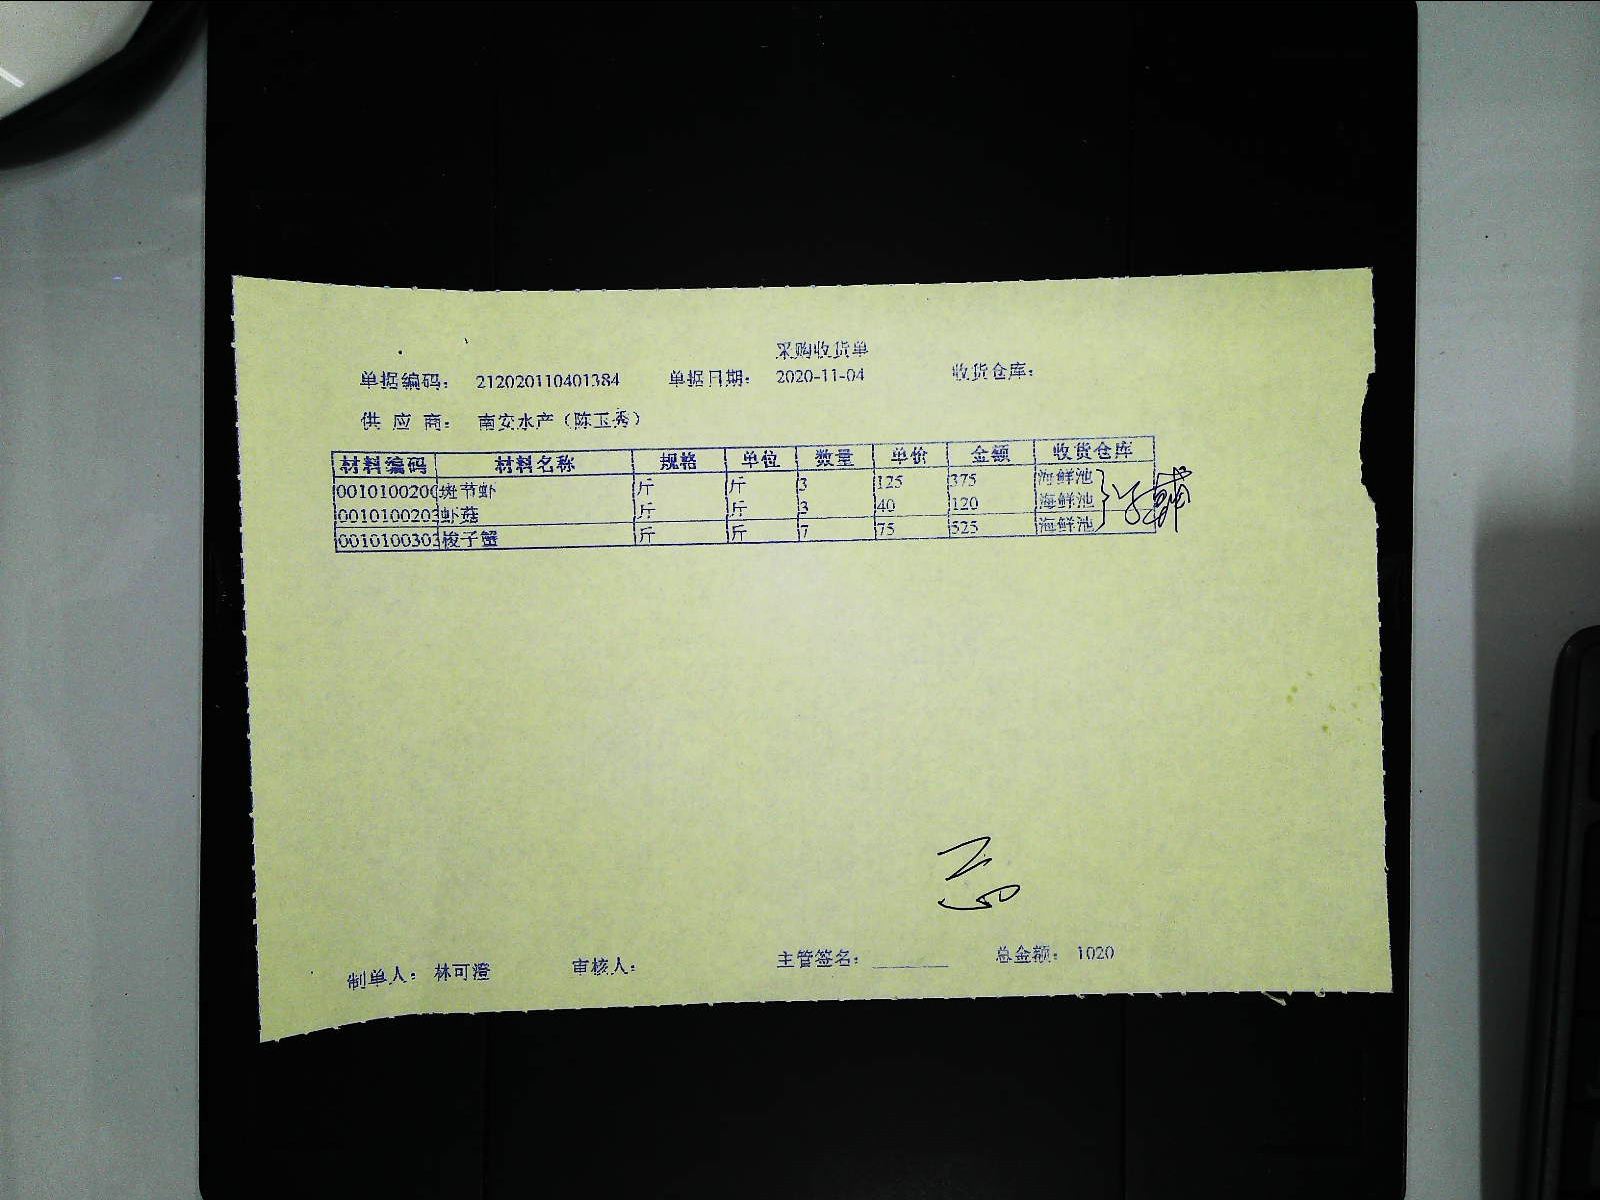 采购收货单
单据编码： 212020110401384 单据日期： 2020-11-04 收货仓库：
供 应 商： 南安水产（陈玉秀）
材料编码 材料名称 规格 单位 数量 单价 金额 收货仓库
0010100200 斑节虾 斤 斤 3 125 375 海鲜池
0010100203 虾菇 斤 斤 3 40 120 海鲜池
0010100303 梭子蟹 斤 斤 7 75 525 海鲜池
制单人： 林可澄 审核人： 主管签名： 总金额： 1020